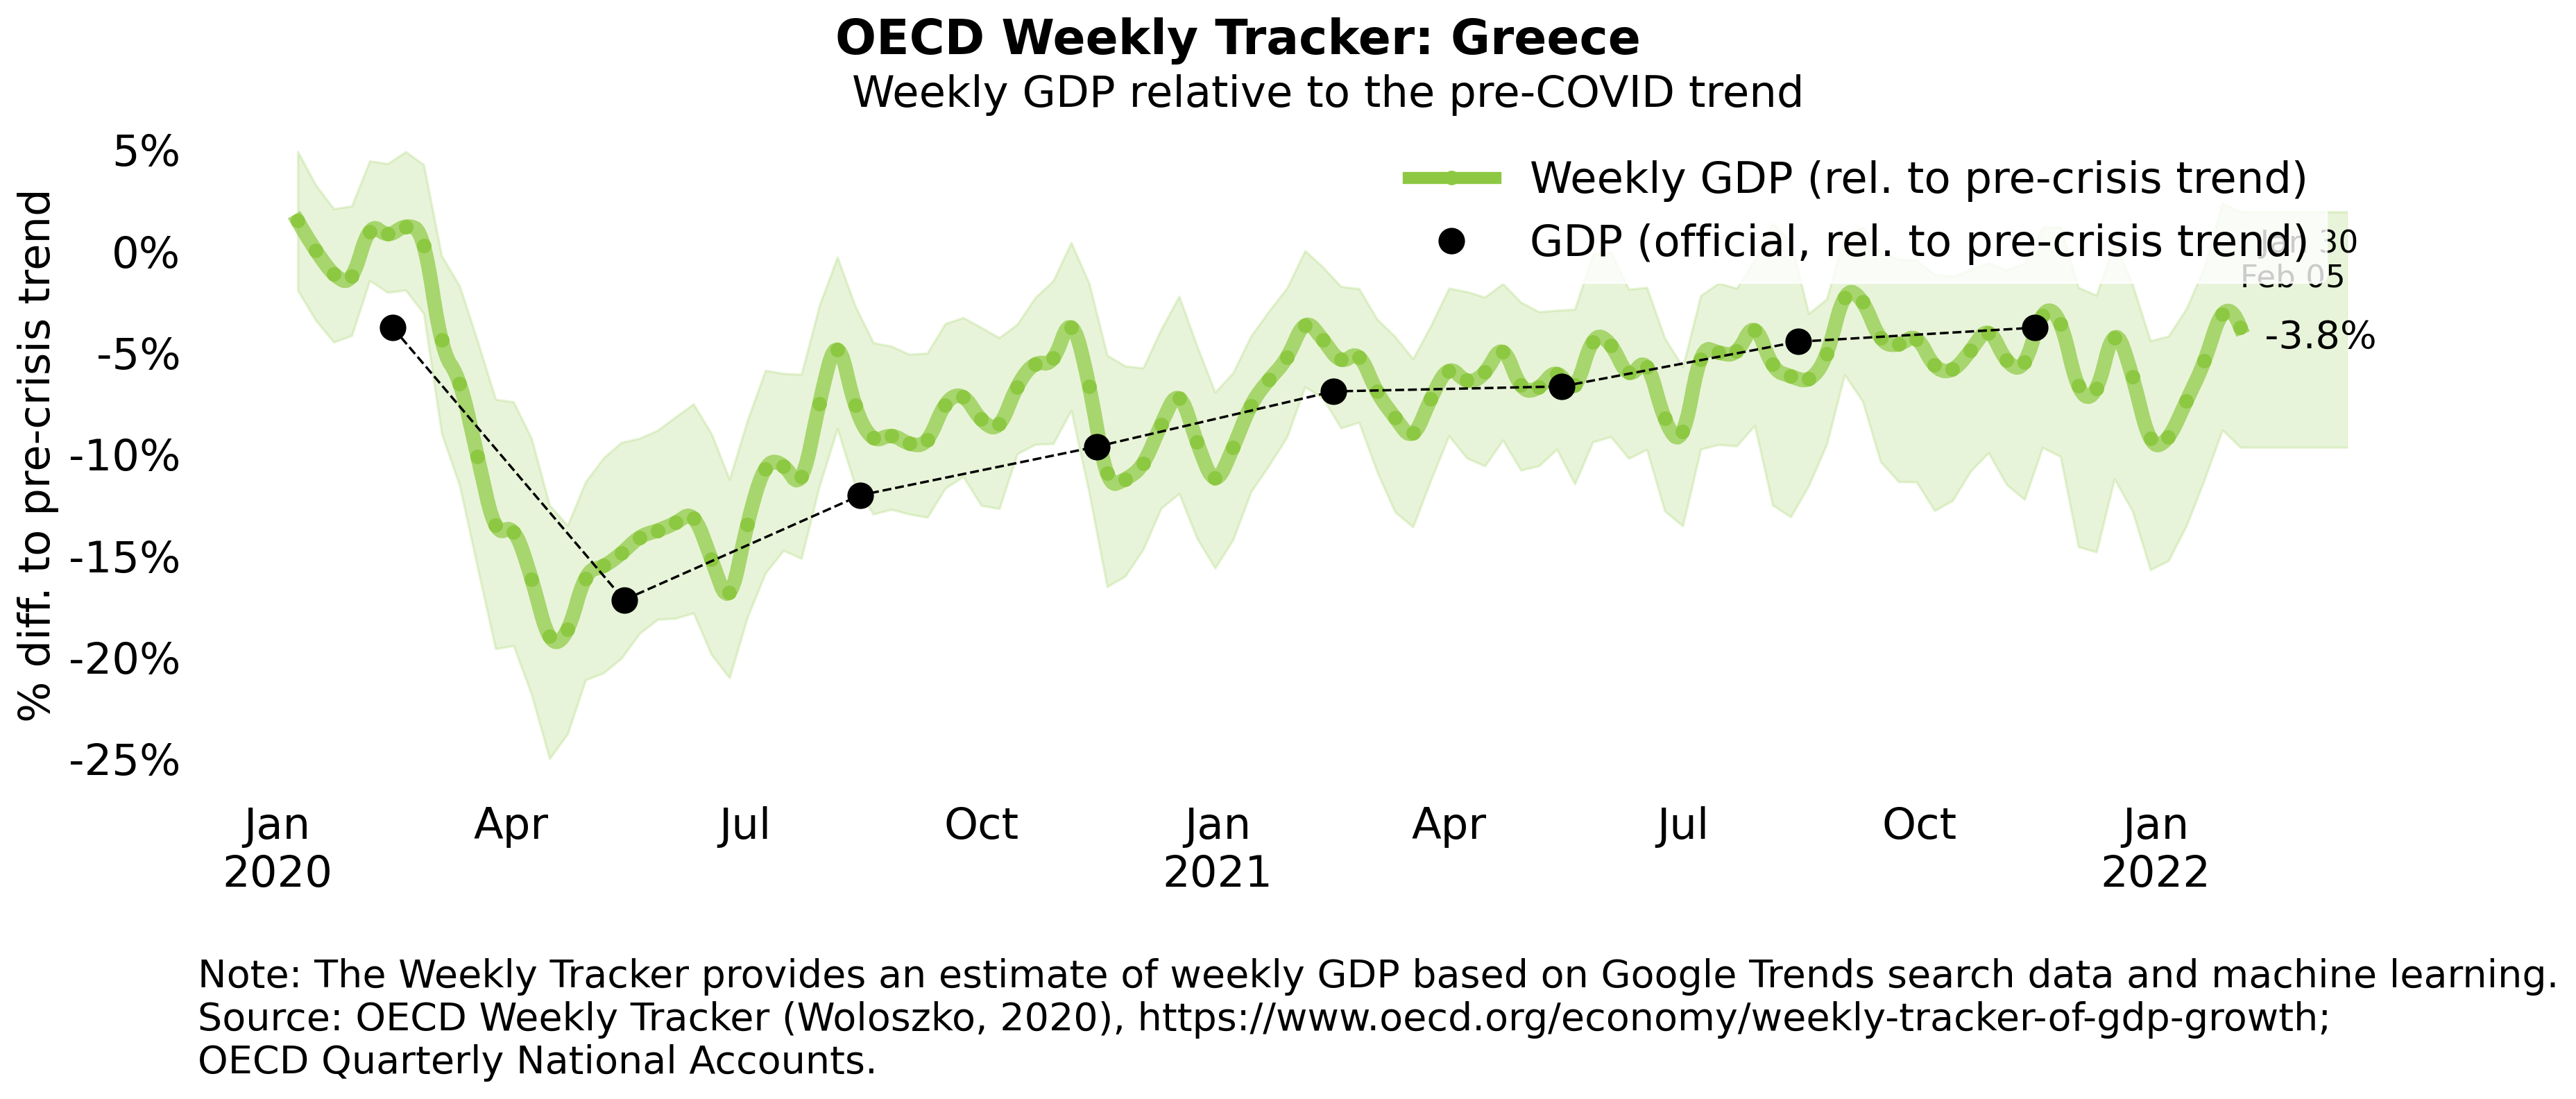 OECD Weekly Tracker: Greece
Weekly GDP relative to the pre-COVID trend
% diff. to pre-crisis trend
5%
0%
-5%
-10%
-15%
-20%
-25%
Weekly GDP (rel. to pre-crisis trend)
GDP (official, rel. to pre-crisis trend)
Jan 30
Feb 05
-3.8%
Jan Apr Jul Oct Jan Apr Jul Oct Jan
2020 2021 2022
Note: The Weekly Tracker provides an estimate of weekly GDP based on Google Trends search data and machine learning.
Source: OECD Weekly Tracker (Woloszko, 2020), https://www.oecd.org/economy/weekly-tracker-of-gdp-growth;
OECD Quarterly National Accounts.